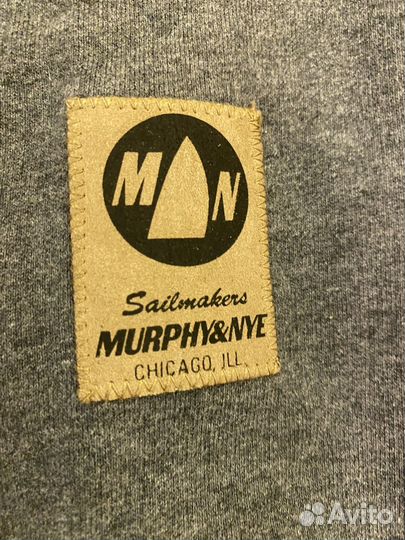 M N
Sailmakers
MURPHY&NYE
CHICAGO, ILL.
Avito